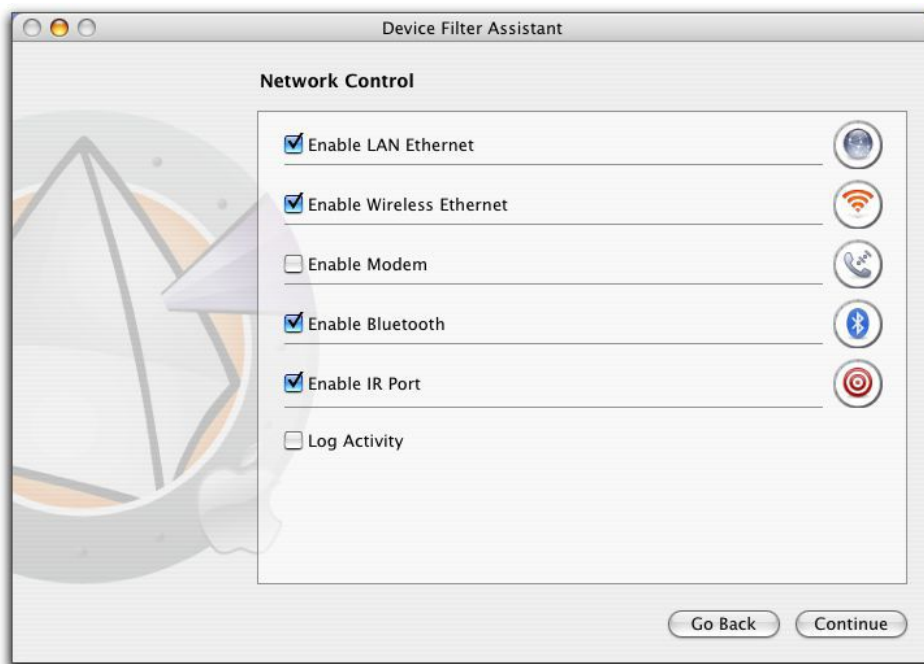 Device Filter Assistant
Network Control
Enable LAN Ethernet
Enable Wireless Ethernet
Enable Modem
Enable Bluetooth
Enable IR Port
Log Activity
Go Back
Continue